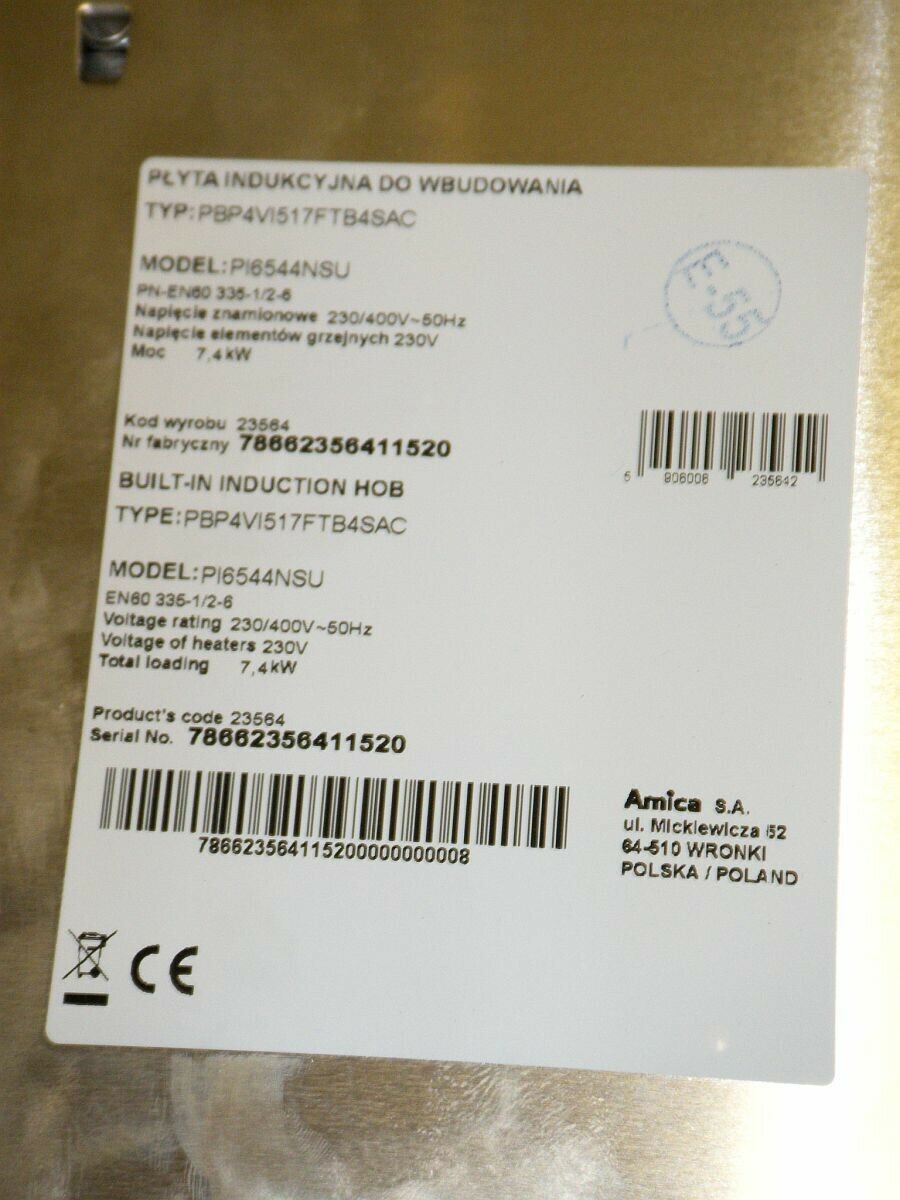 PŁYTA INDUKCYJNA DO WBUDOWANIA
TYP: PBP4VI517FTB4SAC
MODEL: PI6544NSU
PN-EN60 335-1/2-6
Napięcie znamionowe 230/400V~50Hz
Napięcie elementów grzejnych 230V
Moc 7,4kW
E-55
Kod wyrobu 23564
Nr fabryczny 78662356411520
5 906006 235642
BUILT-IN INDUCTION HOB
TYPE: PBP4VI517FTB4SAC
MODEL: PI6544NSU
EN60 335-1/2-6
Voltage rating 230/400V~50Hz
Voltage of heaters 230V
Total loading 7,4kW
Product's code 23564
Serial No. 78662356411520
786623564115200000000008
Amica S.A.
ul. Mickiewicza 52
64-510 WRONKI
POLSKA / POLAND
CE